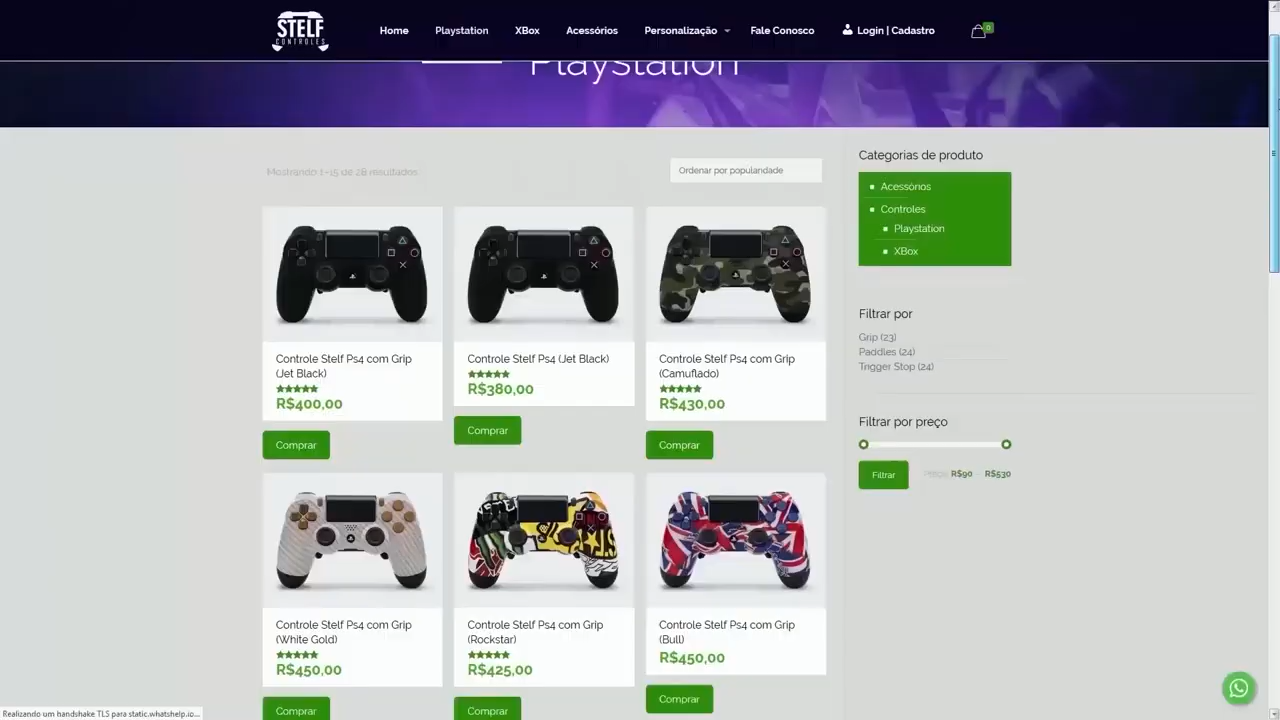 STELF
CONTROLES
Home
Playstation
XBox
Acessórios
Personalização
Fale Conosco
Login | Cadastro
0
Playstation
Mostrando 1–15 de 28 resultados
Ordenar por popularidade
Controle Stelf Ps4 com Grip
(Jet Black)
R$400,00
Comprar
Controle Stelf Ps4 (Jet Black)
R$380,00
Comprar
Controle Stelf Ps4 com Grip
(Camuflado)
R$430,00
Comprar
Controle Stelf Ps4 com Grip
(White Gold)
R$450,00
Comprar
Controle Stelf Ps4 com Grip
(Rockstar)
R$425,00
Comprar
Controle Stelf Ps4 com Grip
(Bull)
R$450,00
Comprar
Categorias de produto
Acessórios
Controles
Playstation
XBox
Filtrar por
Grip (23)
Paddles (24)
Trigger Stop (24)
Filtrar por preço
Filtrar
Preço: R$90 R$530
Realizando um handshake TLS para static.whatshelp.io...